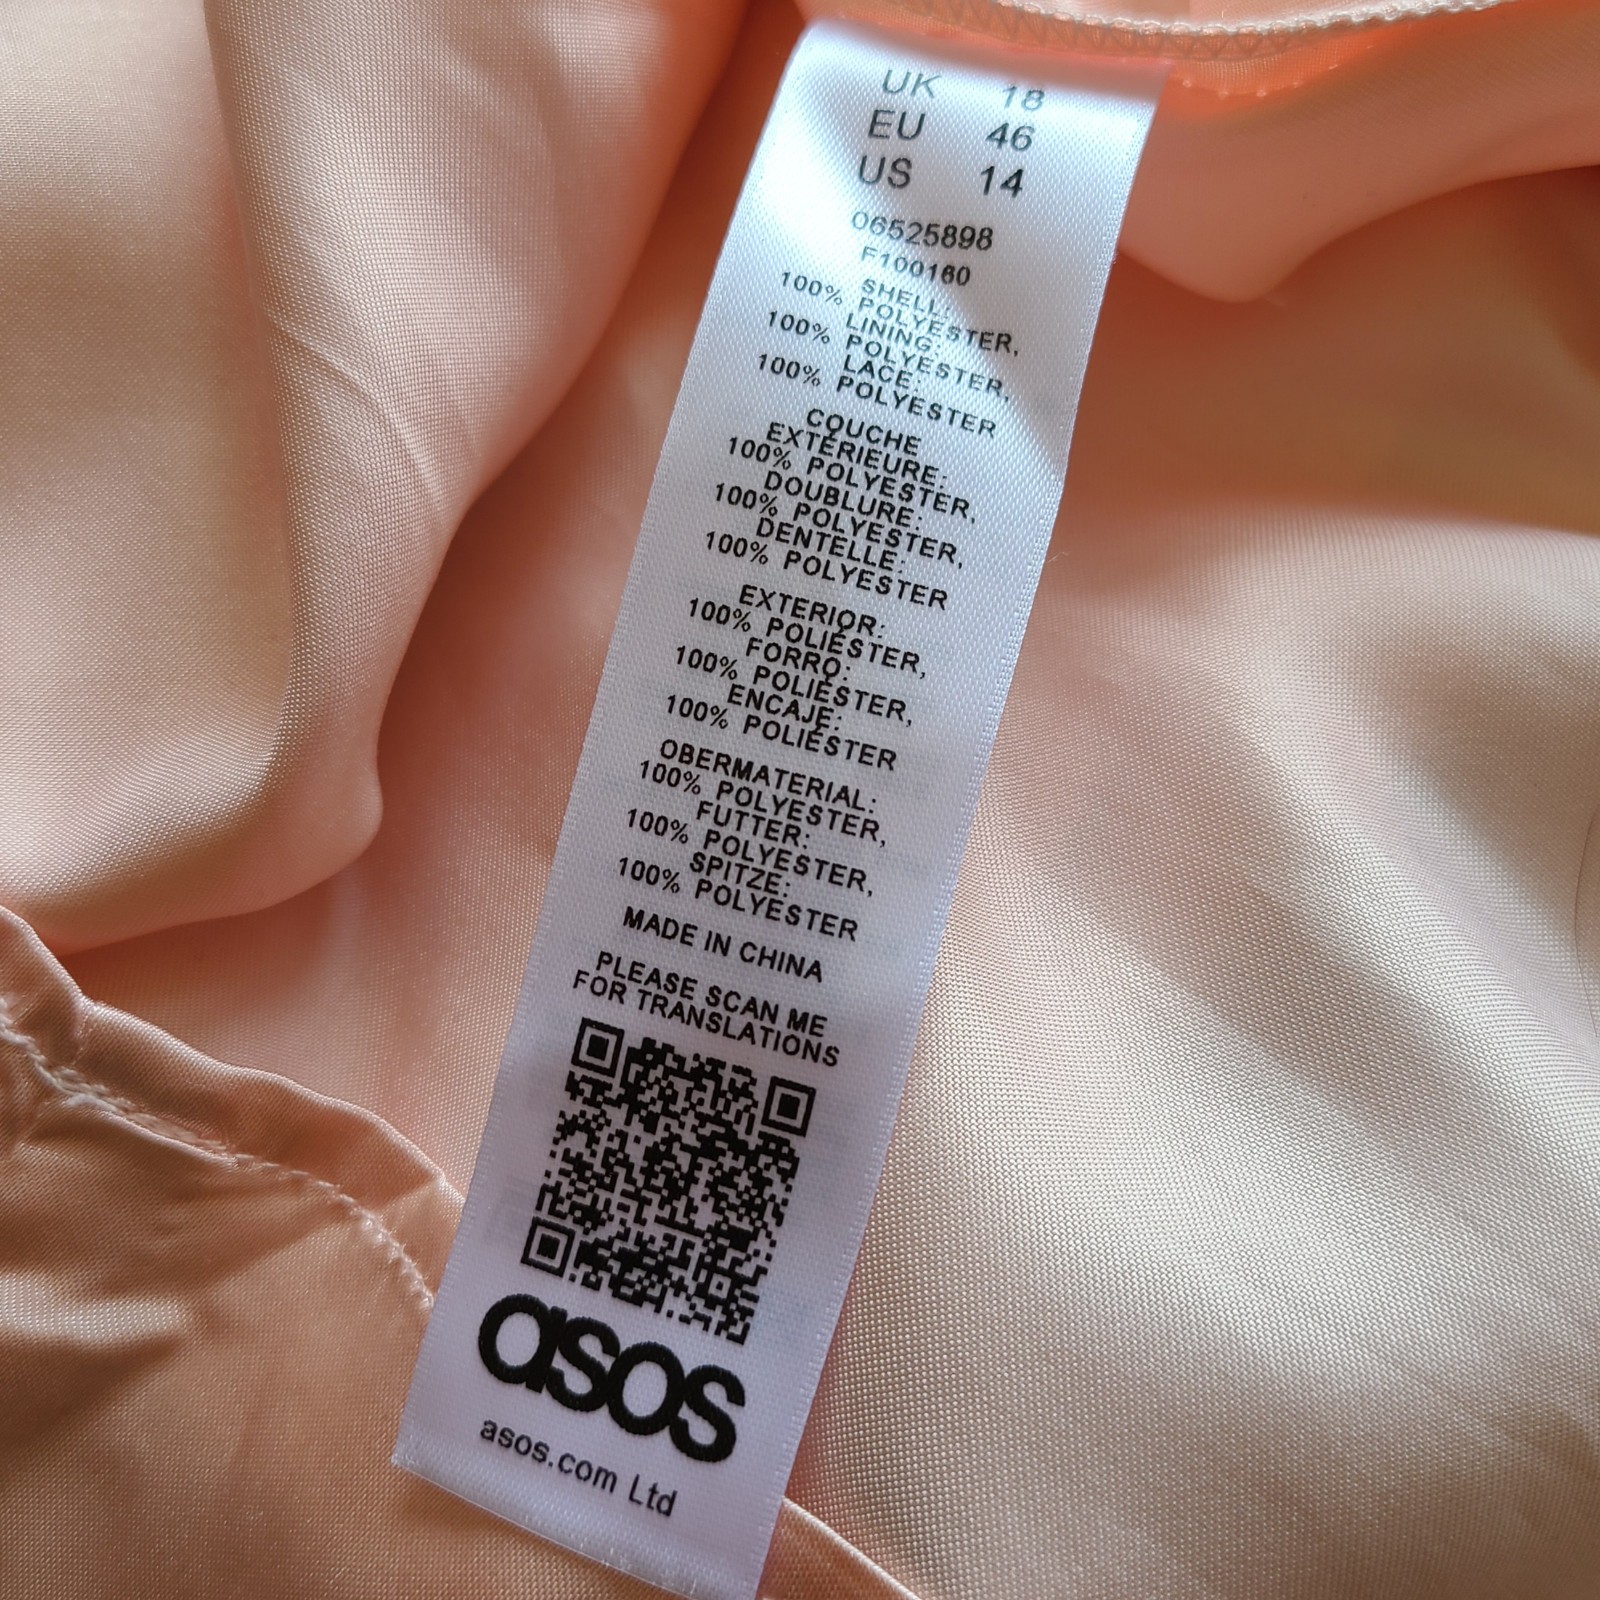 UK 18
EU 46
US 14
06525898
F100160
SHELL:
100% POLYESTER,
LINING:
100% POLYESTER,
LACE:
100% POLYESTER
COUCHE
EXTÉRIEURE:
100% POLYESTER,
DOUBLURE:
100% POLYESTER,
DENTELLE:
100% POLYESTER
EXTERIOR:
100% POLIÉSTER,
FORRO:
100% POLIÉSTER,
ENCAJE:
100% POLIÉSTER
OBERMATERIAL:
100% POLYESTER,
FUTTER:
100% POLYESTER,
SPITZE:
100% POLYESTER
MADE IN CHINA
PLEASE SCAN ME
FOR TRANSLATIONS
asos
asos.com Ltd